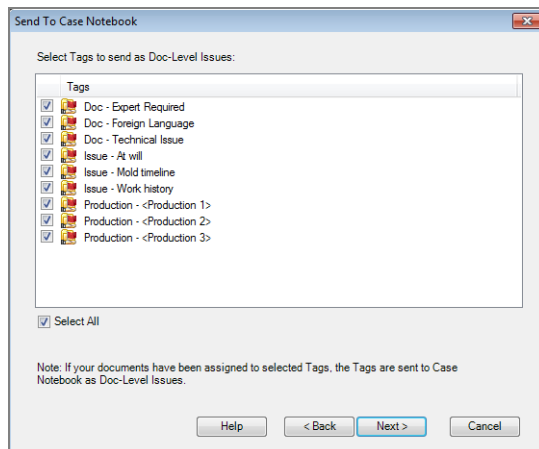 Send To Case Notebook
Select Tags to send as Doc-Level Issues:
Tags
Doc - Expert Required
Doc - Foreign Language
Doc - Technical Issue
Issue - At will
Issue - Mold timeline
Issue - Work history
Production - <Production 1>
Production - <Production 2>
Production - <Production 3>
Select All
Note: If your documents have been assigned to selected Tags, the Tags are sent to Case
Notebook as Doc-Level Issues.
Help < Back Next > Cancel